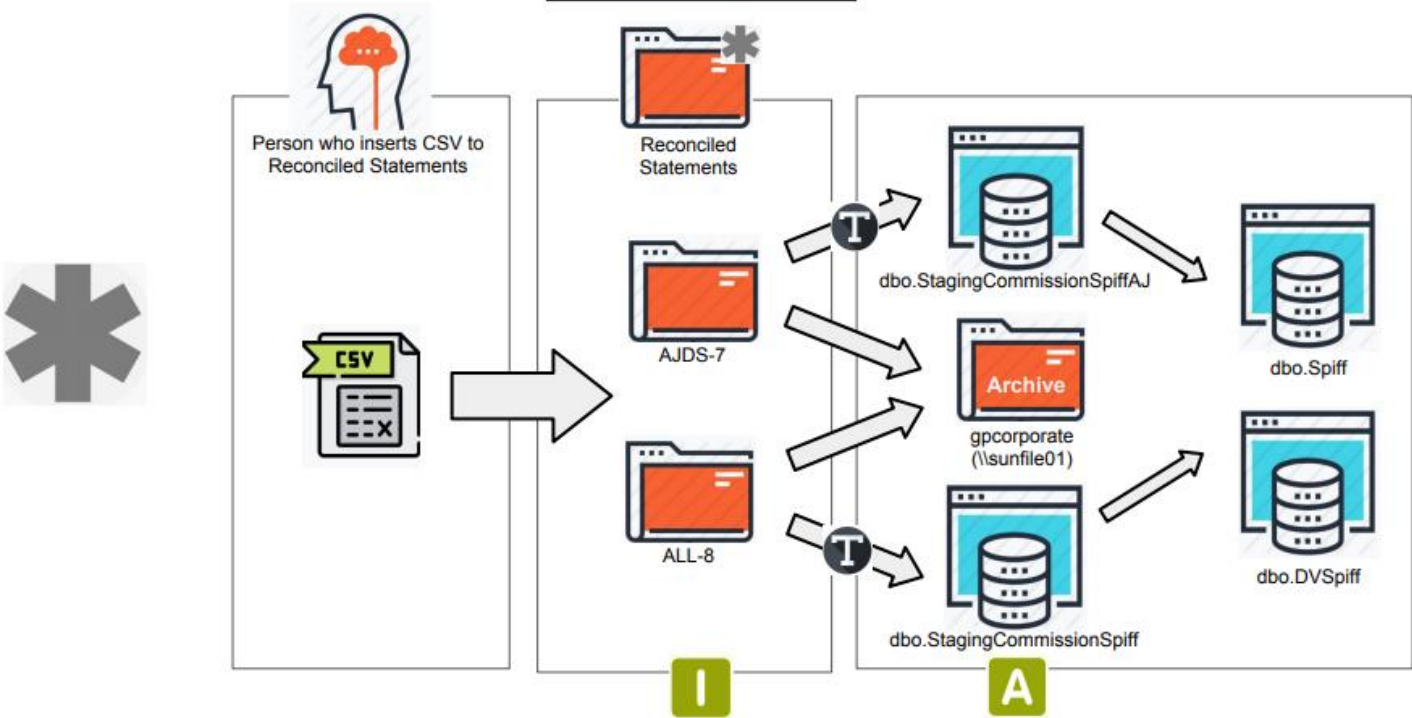 Person who inserts CSV to
Reconciled Statements
Reconciled
Statements
CSV
AJDS-7
ALL-8
T
T
dbo.StagingCommissionSpiffAJ
Archive
gpcorporate
(\\sunfile01)
dbo.StagingCommissionSpiff
dbo.Spiff
dbo.DVSpiff
I
A